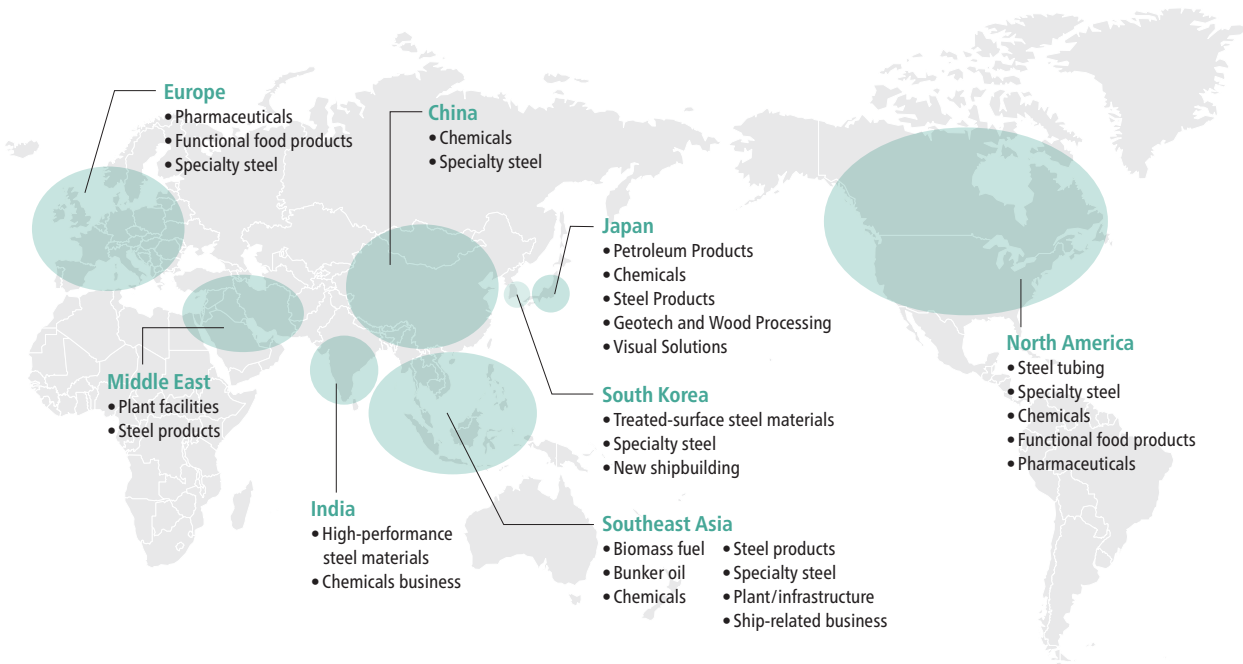 Europe
• Pharmaceuticals
• Functional food products
• Specialty steel
China
• Chemicals
• Specialty steel
Japan
• Petroleum Products
• Chemicals
• Steel Products
• Geotech and Wood Processing
• Visual Solutions
North America
• Steel tubing
• Specialty steel
• Chemicals
• Functional food products
• Pharmaceuticals
Middle East
• Plant facilities
• Steel products
South Korea
• Treated-surface steel materials
• Specialty steel
• New shipbuilding
India
• High-performance
steel materials
• Chemicals business
Southeast Asia
• Biomass fuel
• Bunker oil
• Chemicals
• Steel products
• Specialty steel
• Plant/infrastructure
• Ship-related business